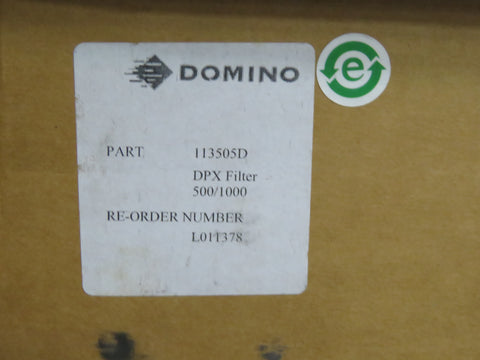 DOMINO
e
PART 113505D
DPX Filter
500/1000
RE-ORDER NUMBER
L011378